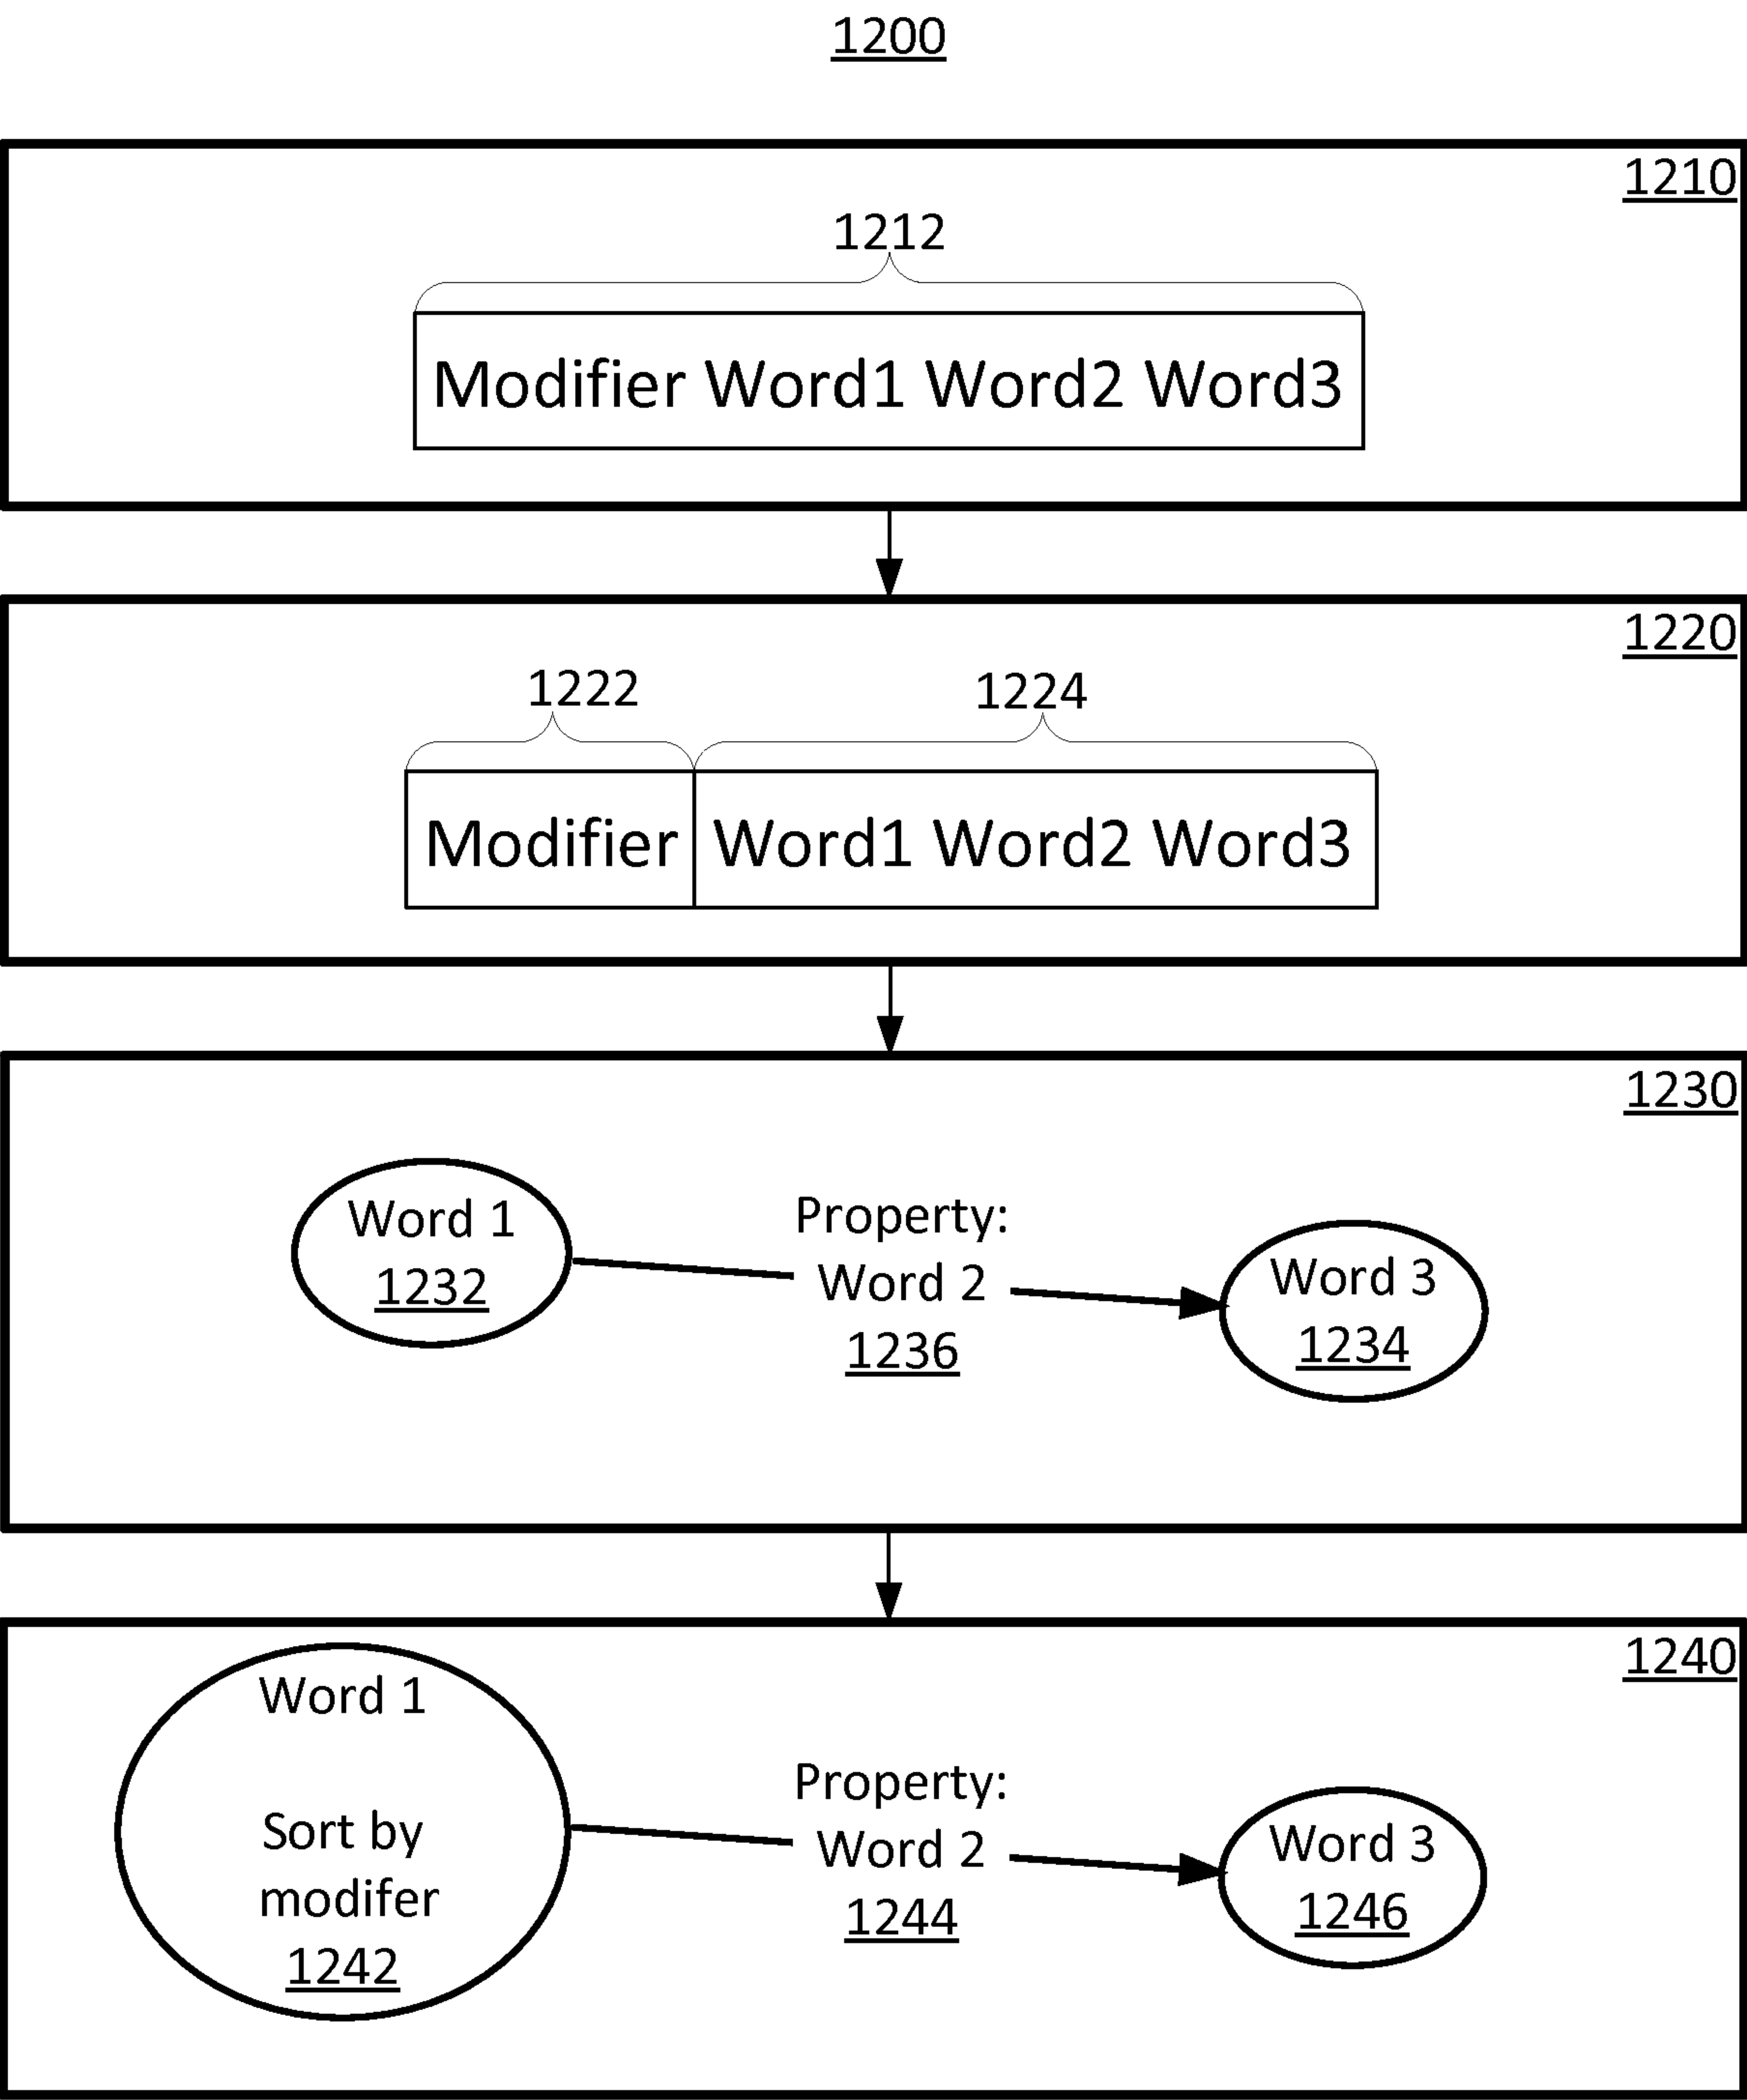 1200
1210
1212
Modifier Word1 Word2 Word3
1220
1222 1224
Modifier Word1 Word2 Word3
1230
Word 1
1232
Property:
Word 2
1236
Word 3
1234
1240
Word 1
Sort by
modifer
1242
Property:
Word 2
1244
Word 3
1246